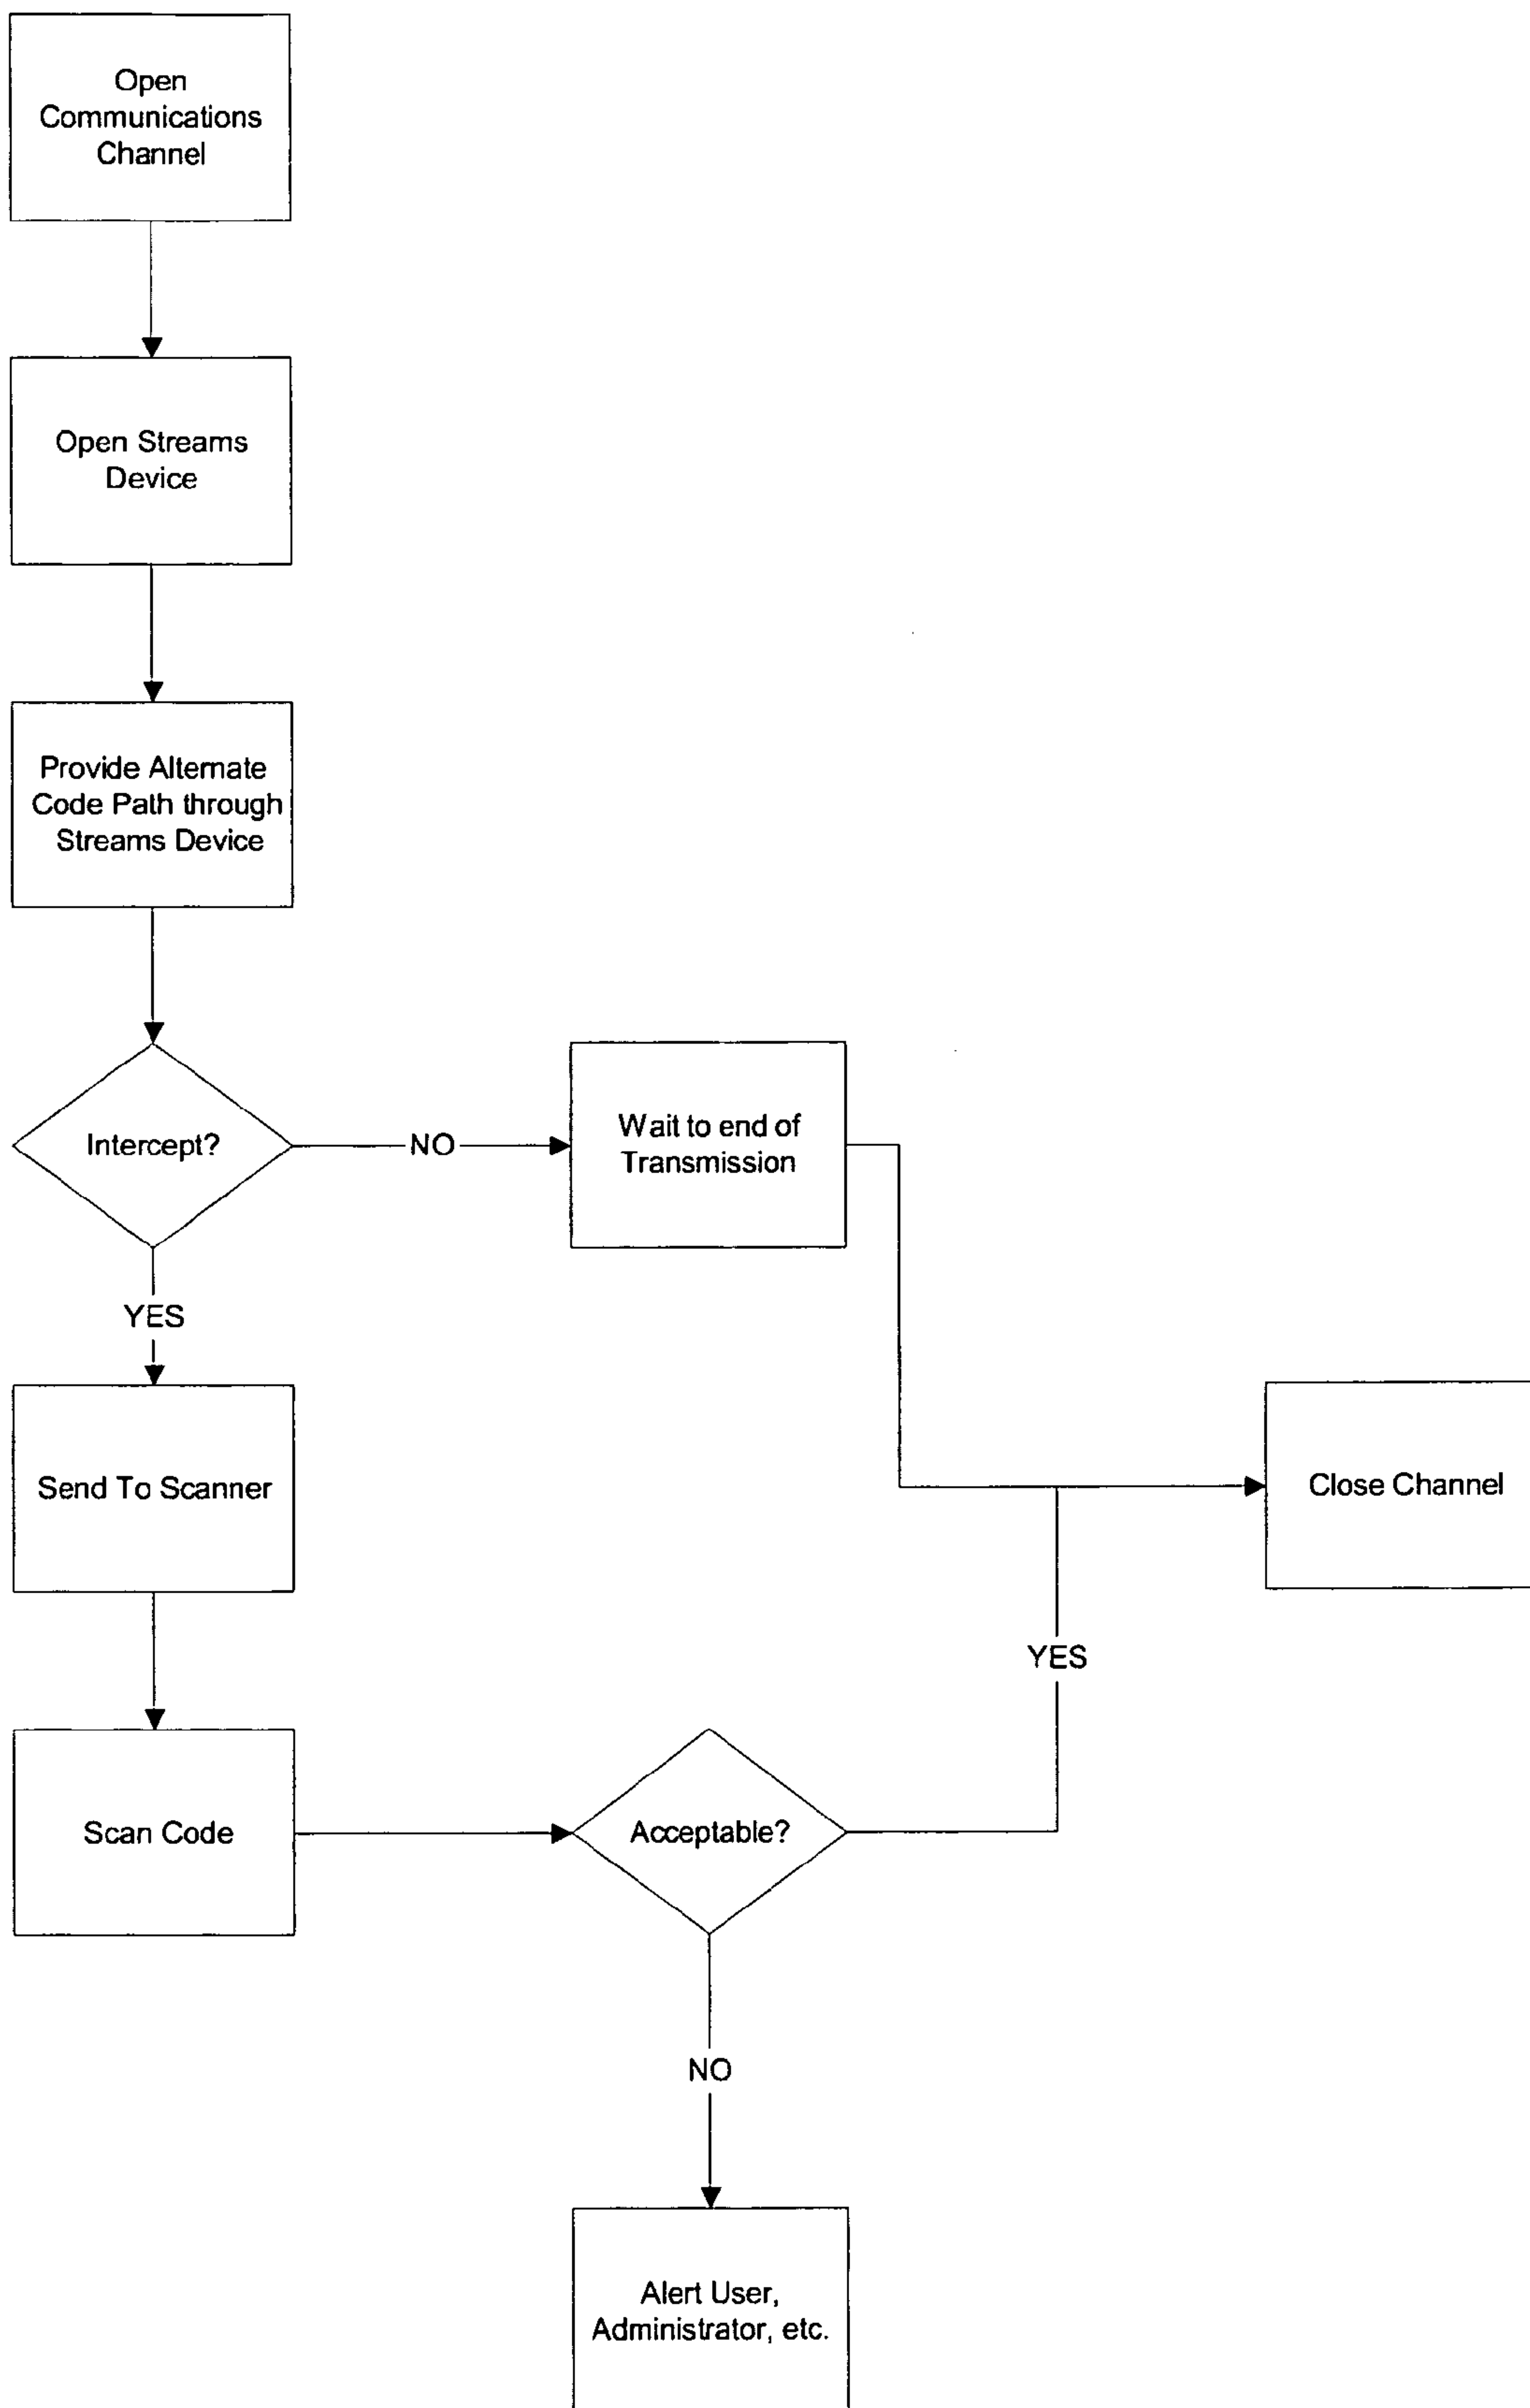 Open
Communications
Channel
Open Streams
Device
Provide Alternate
Code Path through
Streams Device
Intercept?
NO
Wait to end of
Transmission
YES
Send To Scanner
Close Channel
YES
Scan Code
Acceptable?
NO
Alert User,
Administrator, etc.